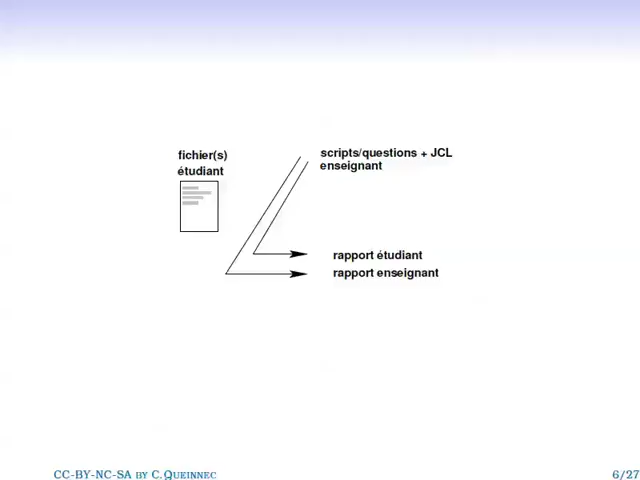 fichier(s)
étudiant
scripts/questions + JCL
enseignant
rapport étudiant
rapport enseignant
CC-BY-NC-SA BY C.QUEINNEC
6/27